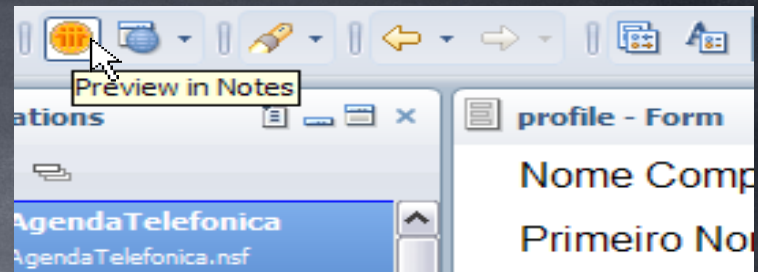 Preview in Notes
ations
profile - Form
Nome Comp
AgendaTelefonica
AgendaTelefonica.nsf
Primeiro Nor